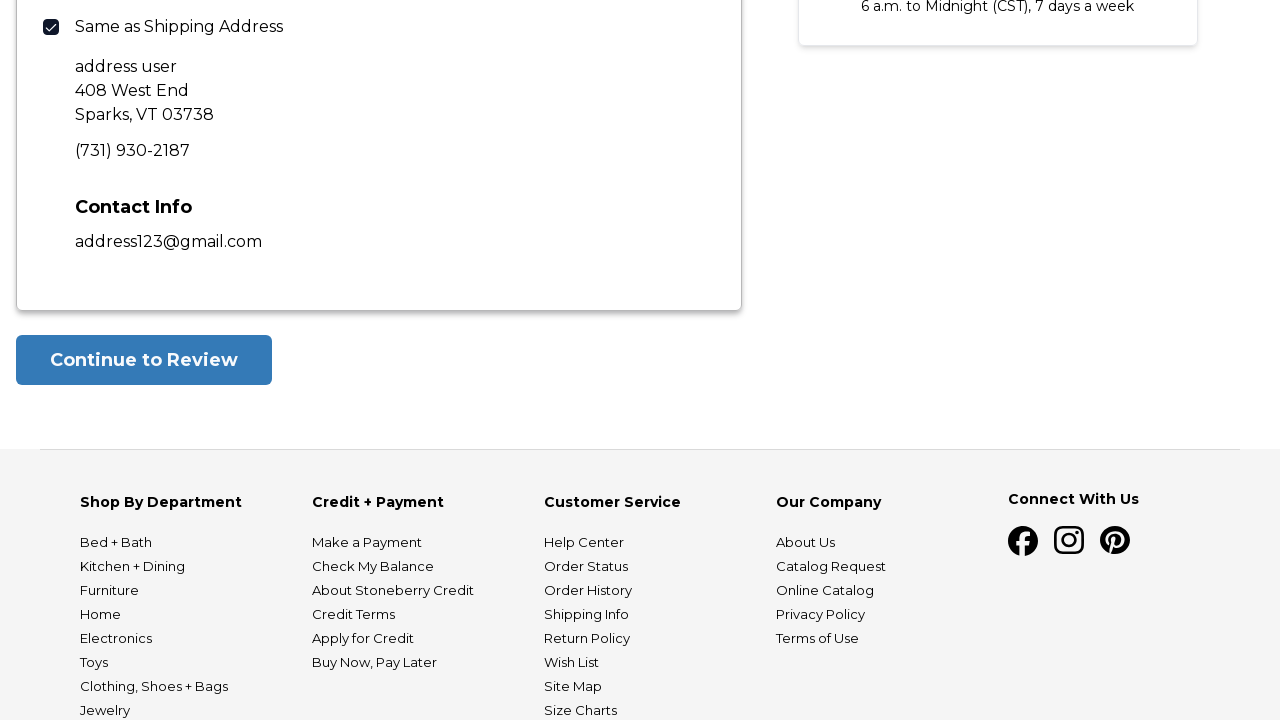 6 a.m. to Midnight (CST), 7 days a week
Same as Shipping Address
address user
408 West End
Sparks, VT 03738
(731) 930-2187
Contact Info
address123@gmail.com
Continue to Review
Shop By Department
Bed + Bath
Kitchen + Dining
Furniture
Home
Electronics
Toys
Clothing, Shoes + Bags
Jewelry
Credit + Payment
Make a Payment
Check My Balance
About Stoneberry Credit
Credit Terms
Apply for Credit
Buy Now, Pay Later
Customer Service
Help Center
Order Status
Order History
Shipping Info
Return Policy
Wish List
Site Map
Size Charts
Our Company
About Us
Catalog Request
Online Catalog
Privacy Policy
Terms of Use
Connect With Us